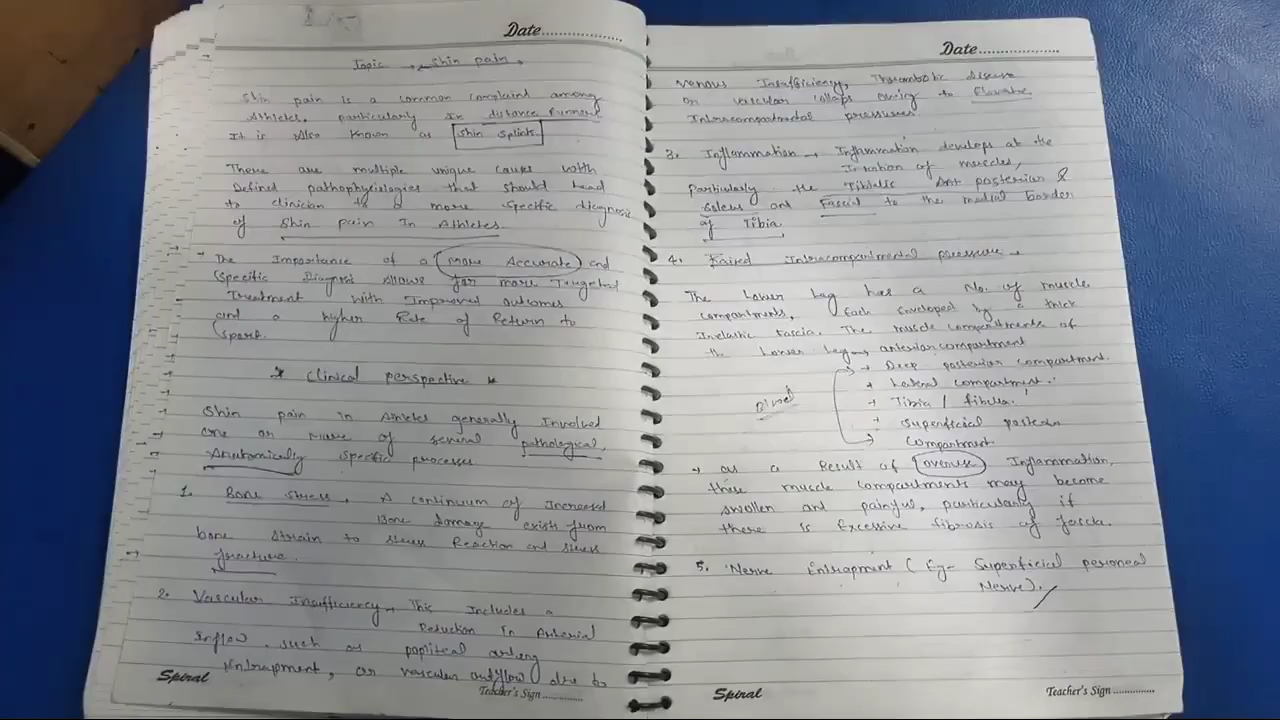 Date
Topic → Shin pain →
Shin pain is a common complaint among
Athletes, particularly in distance runners
It is Also known as Shin Splints.
There are multiple unique causes with
Defined pathophysiologies that should lead
to clinician to a more specific diagnosis
of Shin pain In Athletes.
→ The Importance of a More Accurate and
Specific Diagnosis allows for more Targeted
Treatment with Improved outcomes
and a higher Rate of Return to
sport.
* Clinical perspective *
Shin pain in Athletes generally Involved
one or more of several pathological,
Anatomically specific processes
1. Bone stress, A continuum of Increased
Bone Damage exists from
bone strain to stress Reaction and stress
fracture.
2. Vascular Insufficiency → This Includes a
Reduction In Arterial
Inflow such as popliteal artery
Entrapment, or vascular outflow due to
Spiral
Teacher's Sign
Date
Venous Insufficiency, Thrombotic disease
or vascular collaps owing to Elevate
Intracompartmental pressures.
3. Inflammation → Inflammation develops at the
of muscles,
particularly the Tibialis Ant posterior &
soleus and Fascial to the medial border
of Tibia
4. Raised Intracompartmental pressure →
The Lower Leg has a No. of muscle
compartments, Each Enveloped by a thick
Inelastic fascia. The muscle compartments of
the Lower leg → anterior compartment
→ Deep posterior compartment.
→ Lateral compartment.
→ Tibia / fibula.
→ Superficial posterior
compartment
→ as a Result of overuse Inflammation,
these muscle compartments may become
swollen and painful, particularly if
there is Excessive fibrosis of fascia.
5. Nerve Entrapment (Eg- Superficial peroneal
Nerve).
Spiral
Teacher's Sign